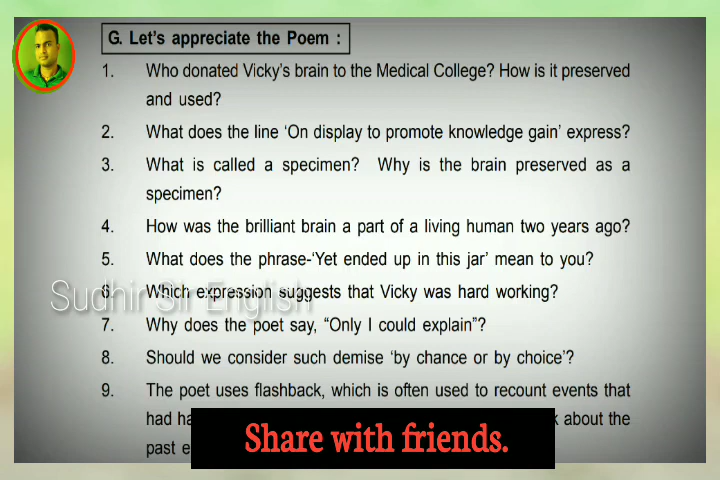 G. Let's appreciate the Poem :
1. Who donated Vicky's brain to the Medical College? How is it preserved
and used?
2. What does the line 'On display to promote knowledge gain' express?
3. What is called a specimen? Why is the brain preserved as a
specimen?
4. How was the brilliant brain a part of a living human two years ago?
5. What does the phrase-'Yet ended up in this jar' mean to you?
Sudhir Sir English
6. Which expression suggests that Vicky was hard working?
7. Why does the poet say, "Only I could explain"?
8. Should we consider such demise 'by chance or by choice'?
9. The poet uses flashback, which is often used to recount events that
had about the
past
Share with friends.